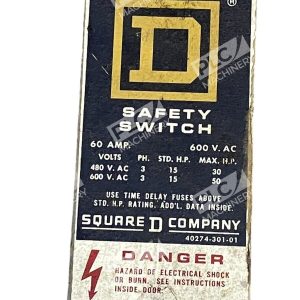 D
®
SAFETY
SWITCH
60 AMP. 600 V. AC
VOLTS PH. STD. H.P. MAX. H.P.
480 V. AC 3 15 30
600 V. AC 3 15 50
USE TIME DELAY FUSES ABOVE
STD. H.P. RATING. ADD'L. DATA INSIDE.
SQUARE D COMPANY
40274-301-01
DANGER
HAZARD OF ELECTRICAL SHOCK
OR BURN. SEE INSTRUCTIONS
INSIDE DOOR.
PLC MACHINERY